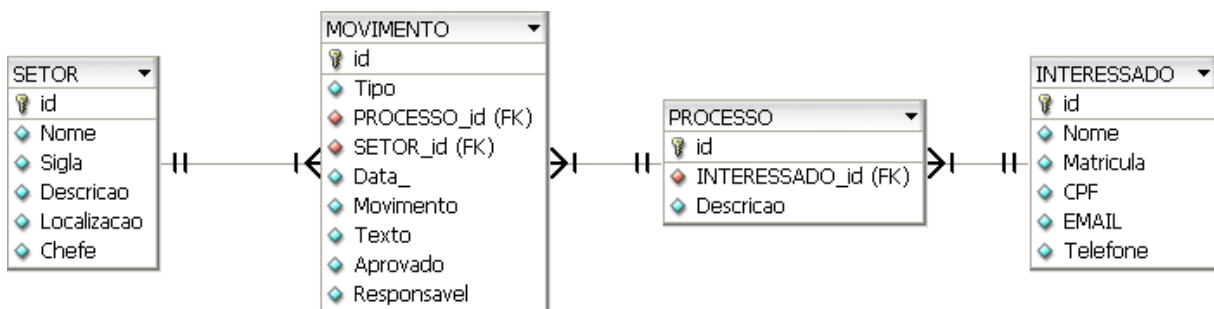 SETOR
id
Nome
Sigla
Descricao
Localizacao
Chefe
MOVIMENTO
id
Tipo
PROCESSO_id (FK)
SETOR_id (FK)
Data_
Movimento
Texto
Aprovado
Responsavel
PROCESSO
id
INTERESSADO_id (FK)
Descricao
INTERESSADO
id
Nome
Matricula
CPF
EMAIL
Telefone